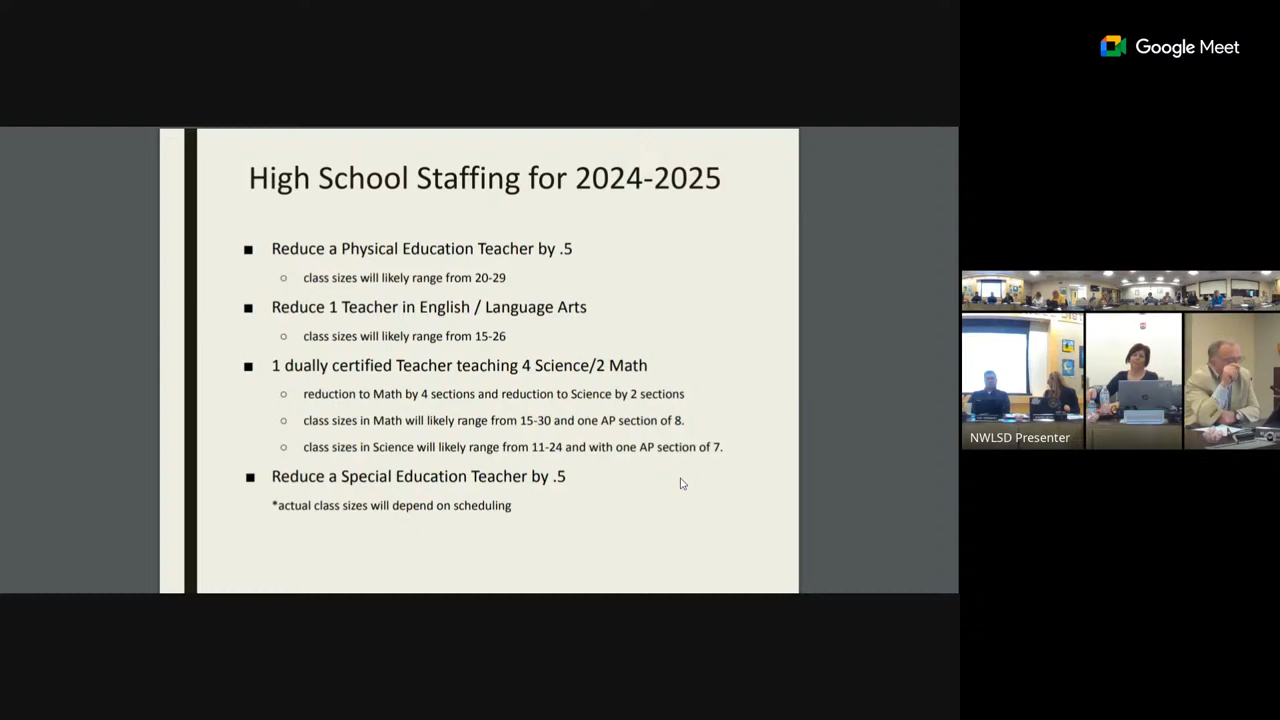 Google Meet
High School Staffing for 2024-2025
■ Reduce a Physical Education Teacher by .5
○ class sizes will likely range from 20-29
■ Reduce 1 Teacher in English / Language Arts
○ class sizes will likely range from 15-26
■ 1 dually certified Teacher teaching 4 Science/2 Math
○ reduction to Math by 4 sections and reduction to Science by 2 sections
○ class sizes in Math will likely range from 15-30 and one AP section of 8.
○ class sizes in Science will likely range from 11-24 and with one AP section of 7.
■ Reduce a Special Education Teacher by .5
*actual class sizes will depend on scheduling
NWLSD Presenter